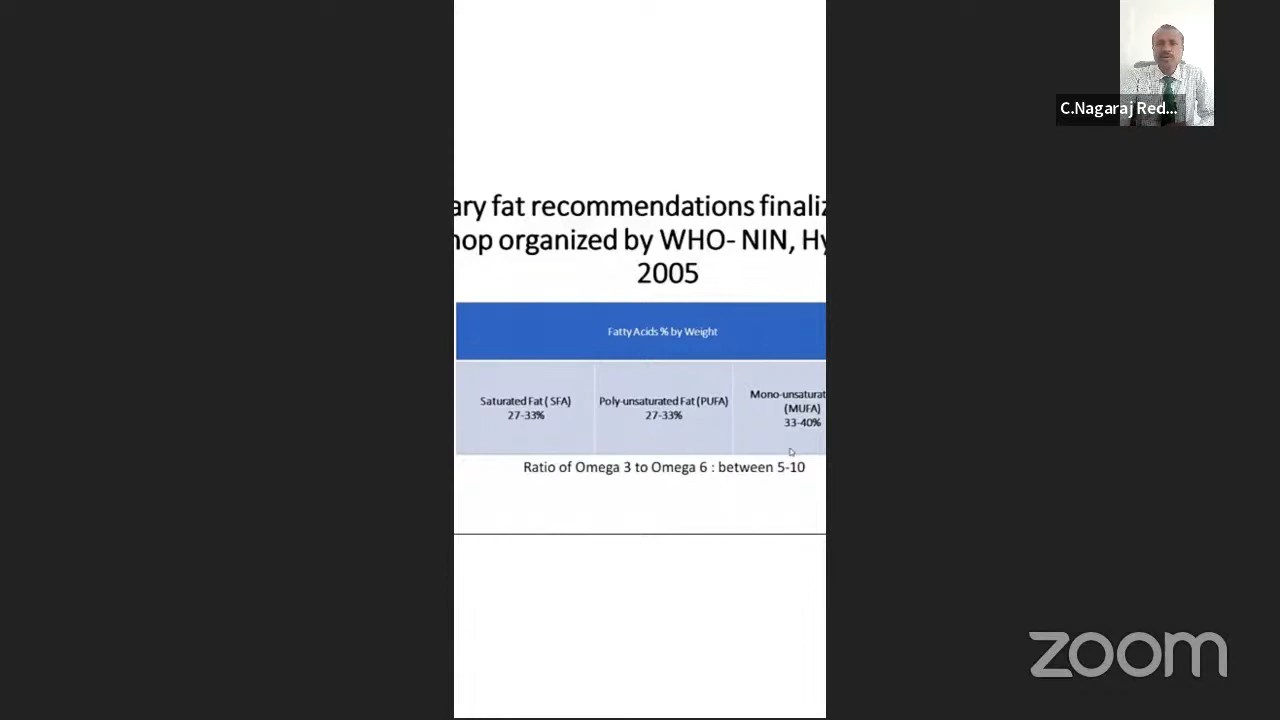 C.Nagaraj Red...
ary fat recommendations finaliz
hop organized by WHO- NIN, Hy
2005
Fatty Acids % by Weight
Saturated Fat ( SFA)
27-33%
Poly-unsaturated Fat (PUFA)
27-33%
Mono-unsaturat
(MUFA)
33-40%
Ratio of Omega 3 to Omega 6 : between 5-10
zoom